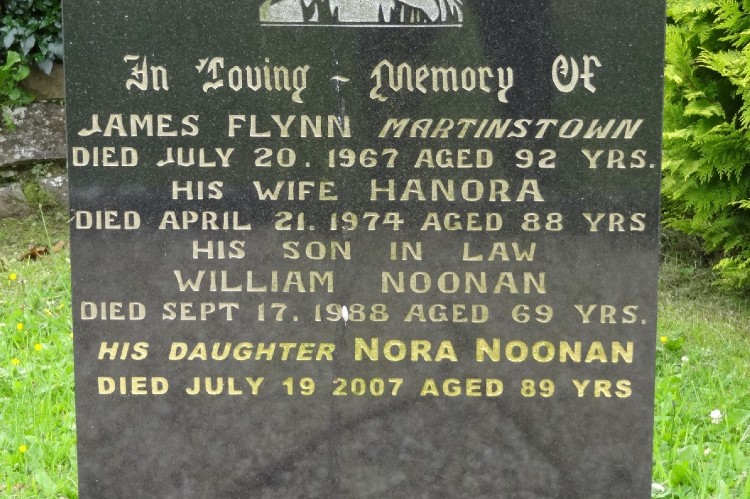 In Loving - Memory Of
JAMES FLYNN MARTINSTOWN
DIED JULY 20. 1967 AGED 92 YRS.
HIS WIFE HANORA
DIED APRIL 21. 1974 AGED 88 YRS
HIS SON IN LAW
WILLIAM NOONAN
DIED SEPT 17. 1988 AGED 69 YRS.
HIS DAUGHTER NORA NOONAN
DIED JULY 19 2007 AGED 89 YRS